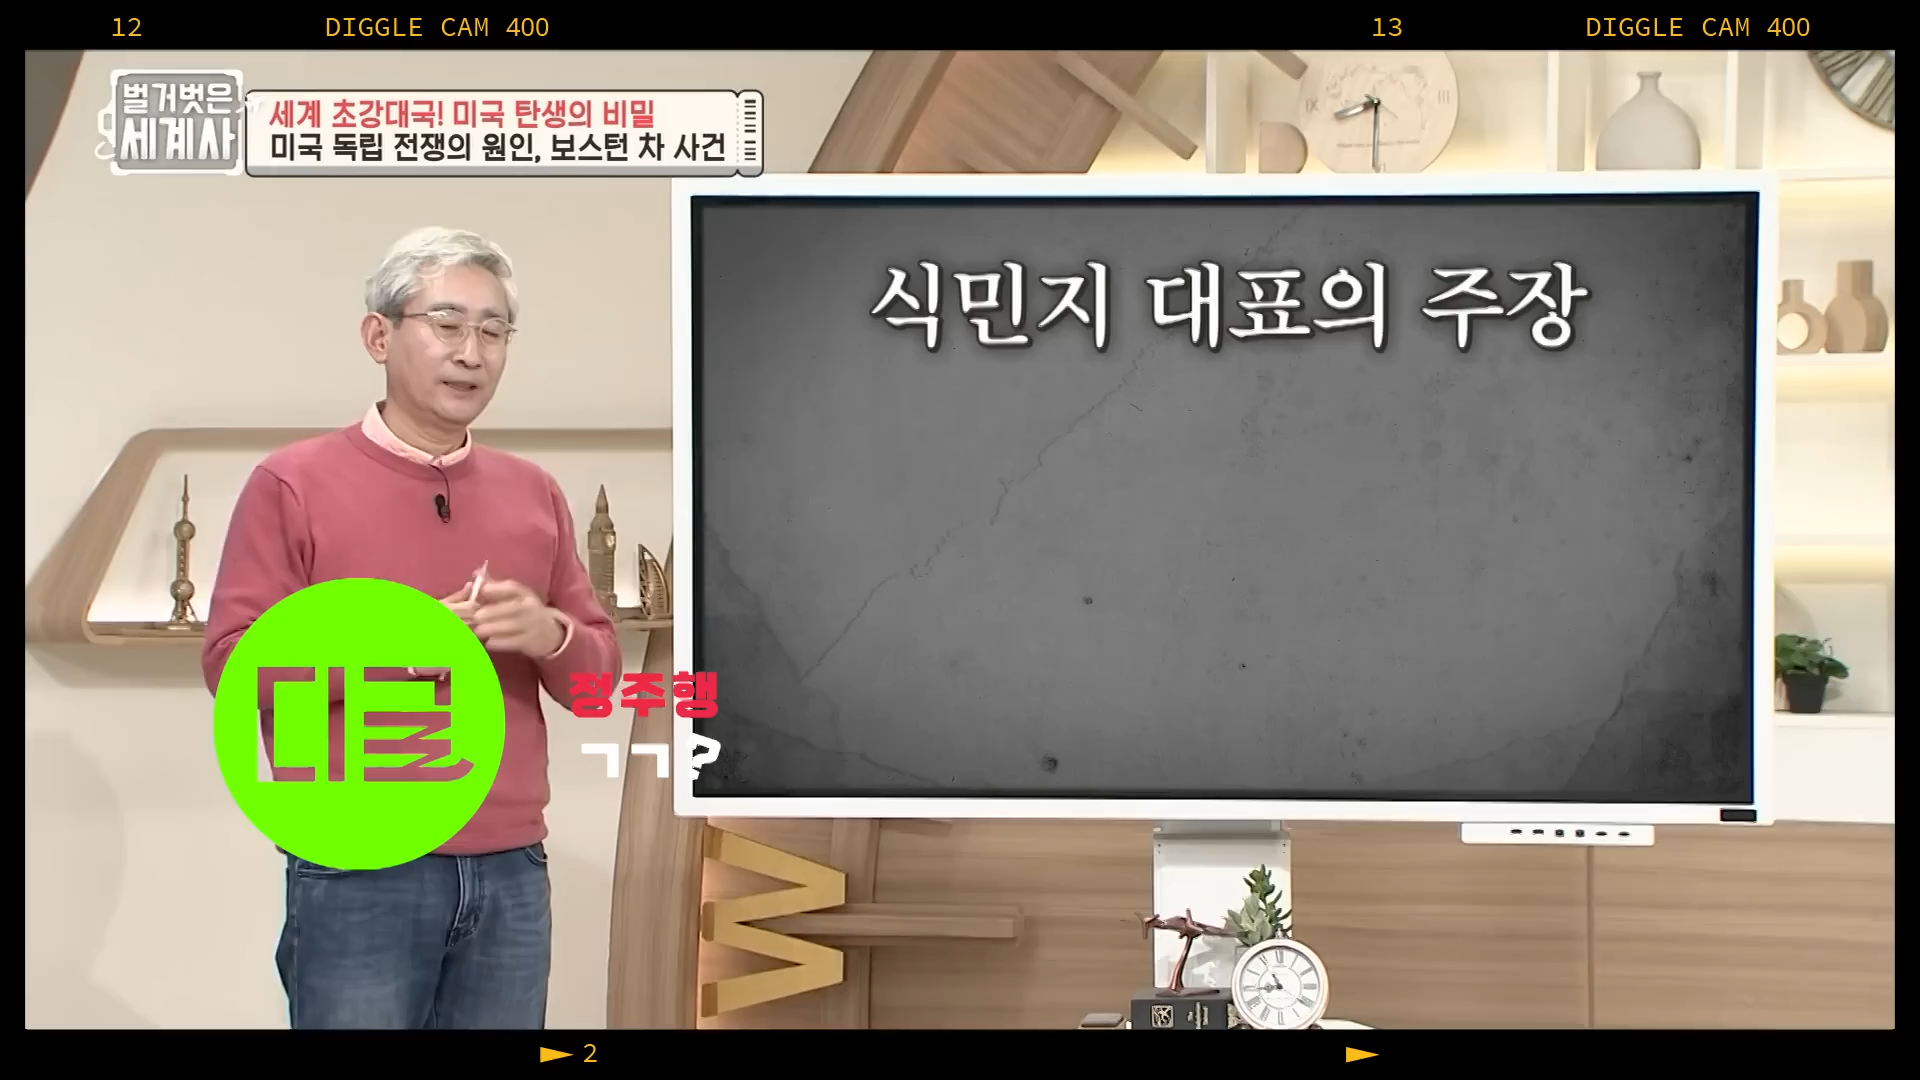 12
DIGGLE CAM 400
13
DIGGLE CAM 400
벌거벗은
세계사
세계 초강대국! 미국 탄생의 비밀
미국 독립 전쟁의 원인, 보스턴 차 사건
IX
III
식민지 대표의 주장
디글
정주행
ㄱㄱ?
2